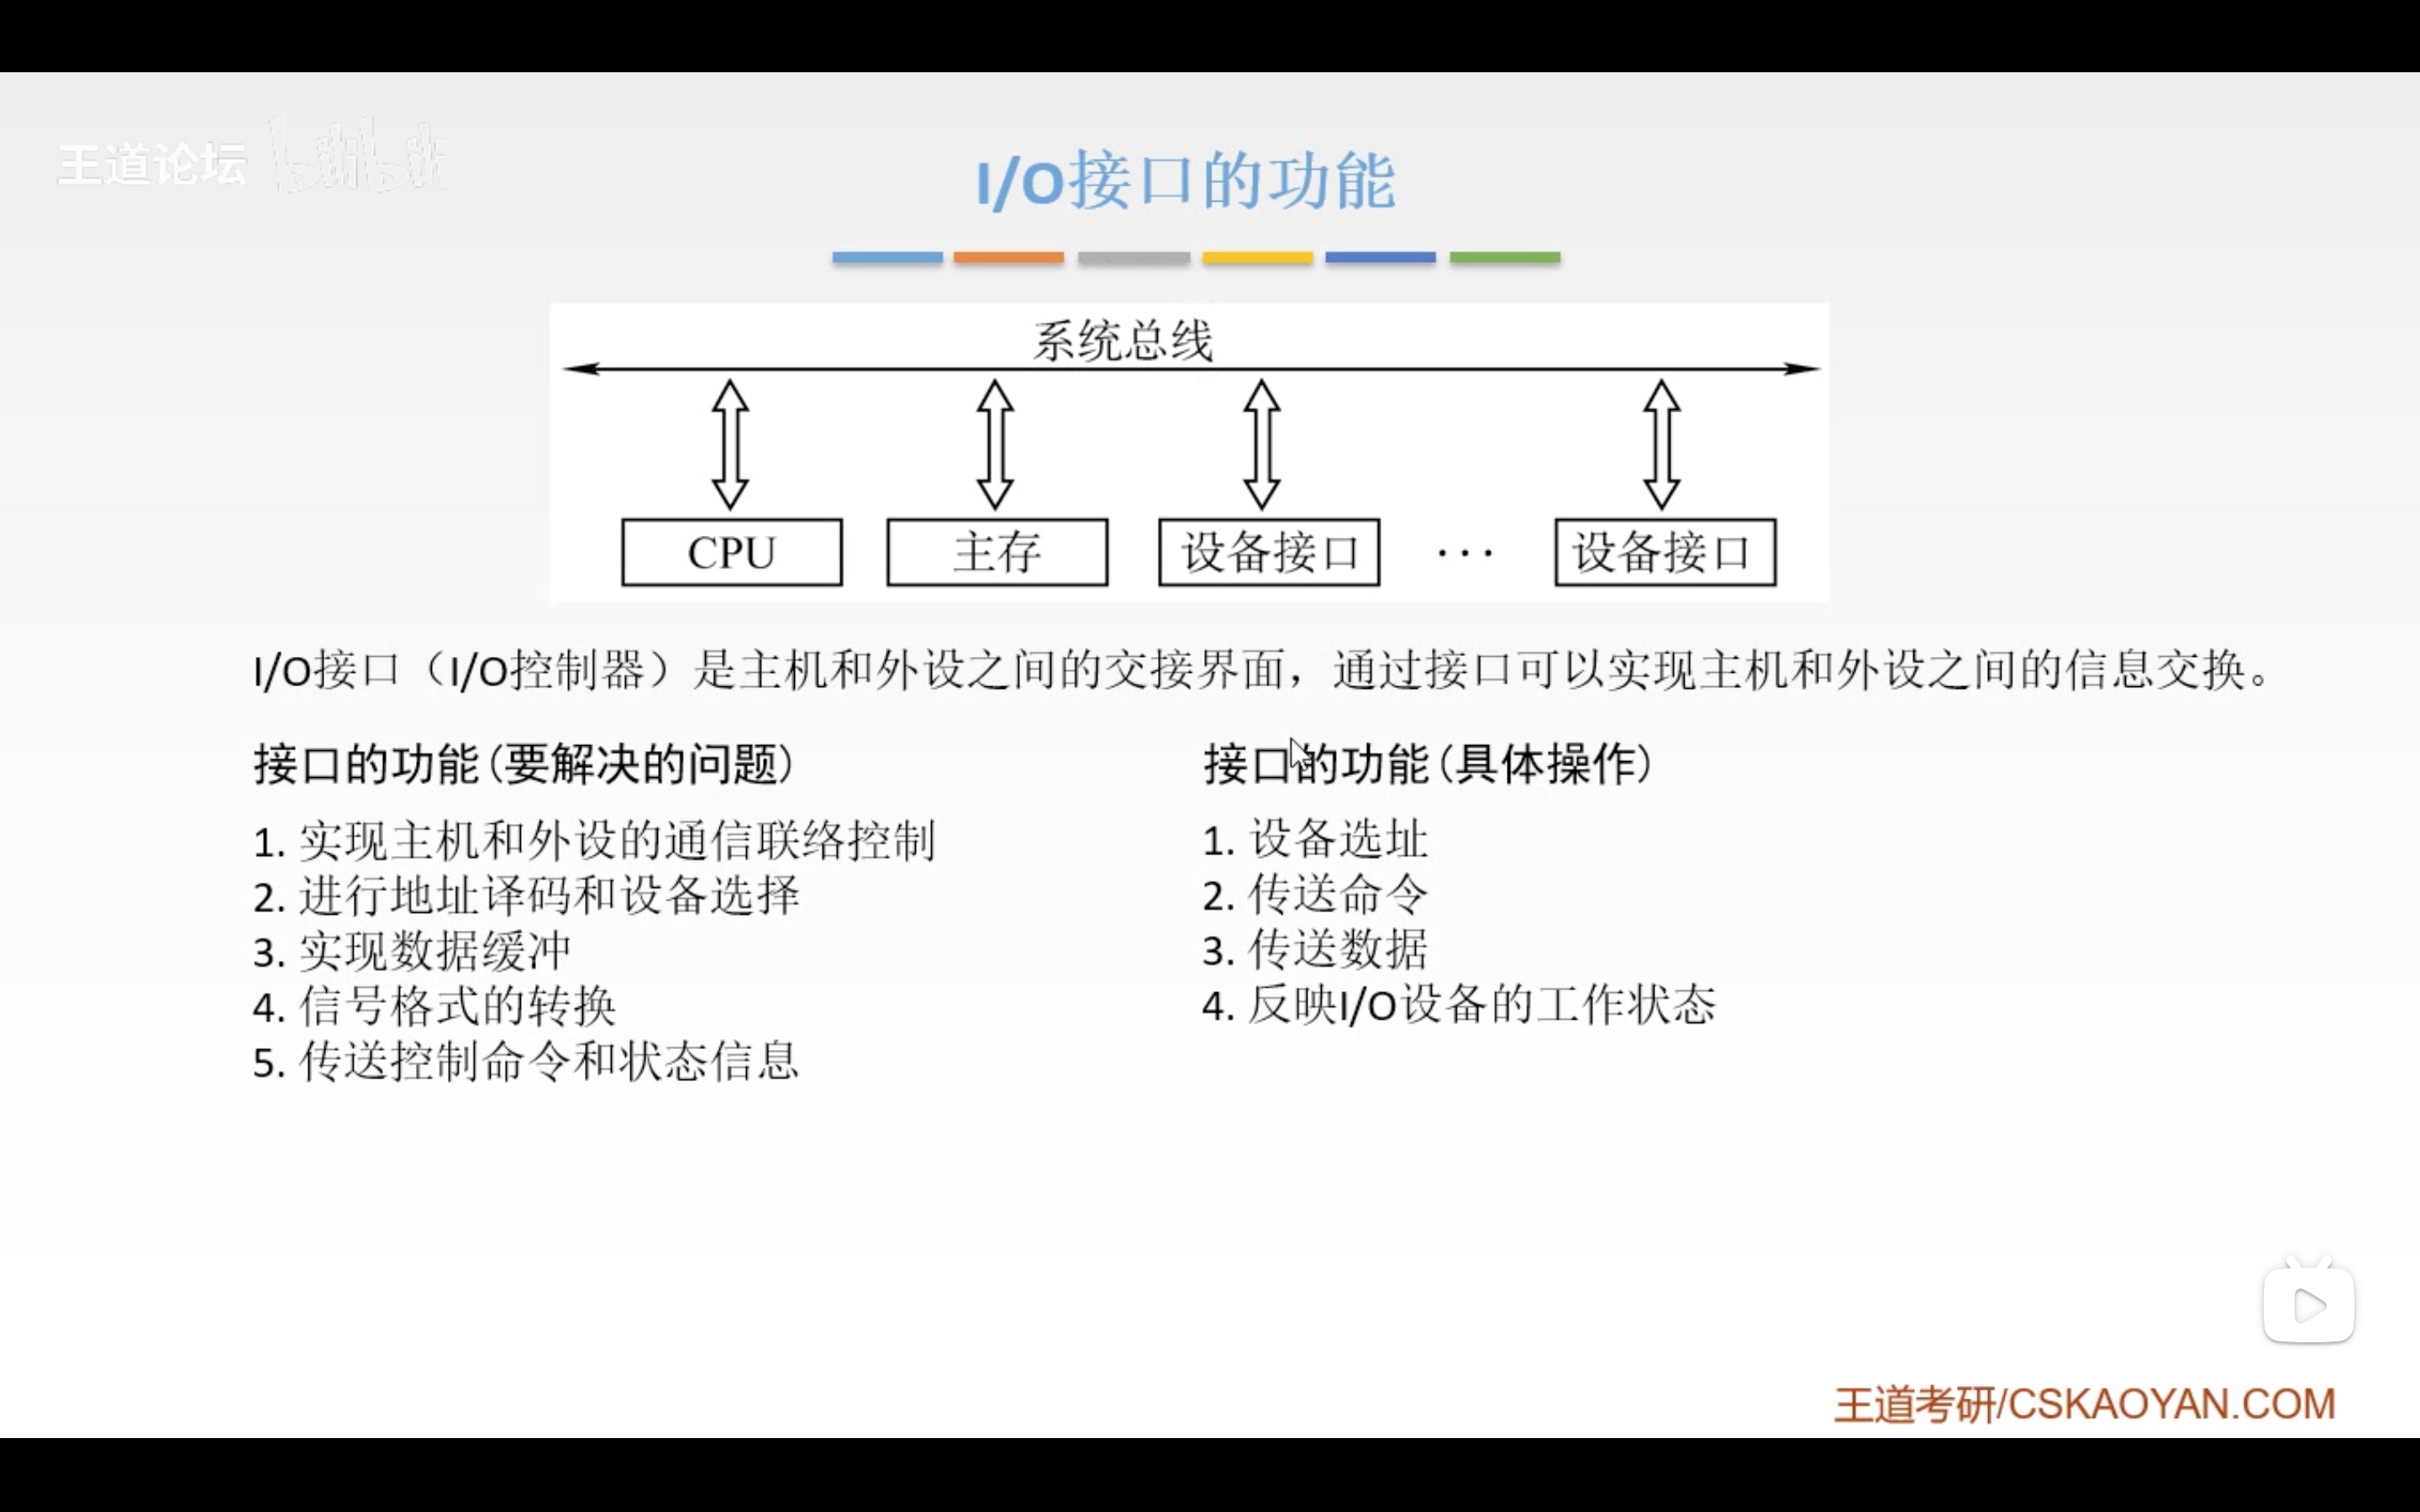 王道论坛 bilibili
I/O接口的功能
系统总线
CPU 主存 设备接口 ··· 设备接口
I/O接口（I/O控制器）是主机和外设之间的交接界面，通过接口可以实现主机和外设之间的信息交换。
接口的功能(要解决的问题)
1. 实现主机和外设的通信联络控制
2. 进行地址译码和设备选择
3. 实现数据缓冲
4. 信号格式的转换
5. 传送控制命令和状态信息
接口的功能(具体操作)
1. 设备选址
2. 传送命令
3. 传送数据
4. 反映I/O设备的工作状态
王道考研/CSKAOYAN.COM